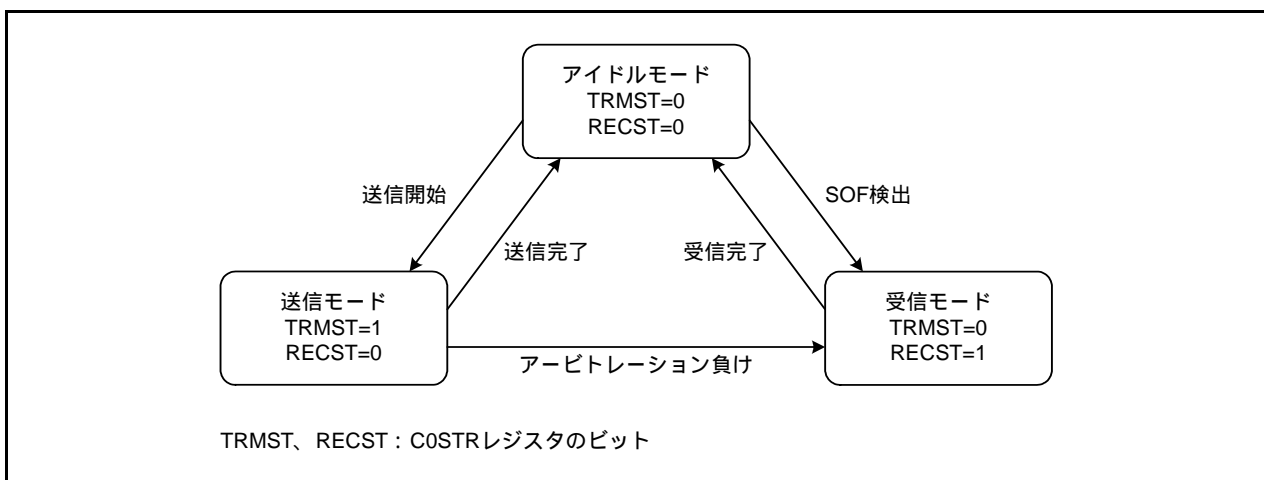 アイドルモード
TRMST=0
RECST=0
送信開始
SOF検出
送信完了
受信完了
送信モード
TRMST=1
RECST=0
受信モード
TRMST=0
RECST=1
アービトレーション負け
TRMST、RECST：C0STRレジスタのビット